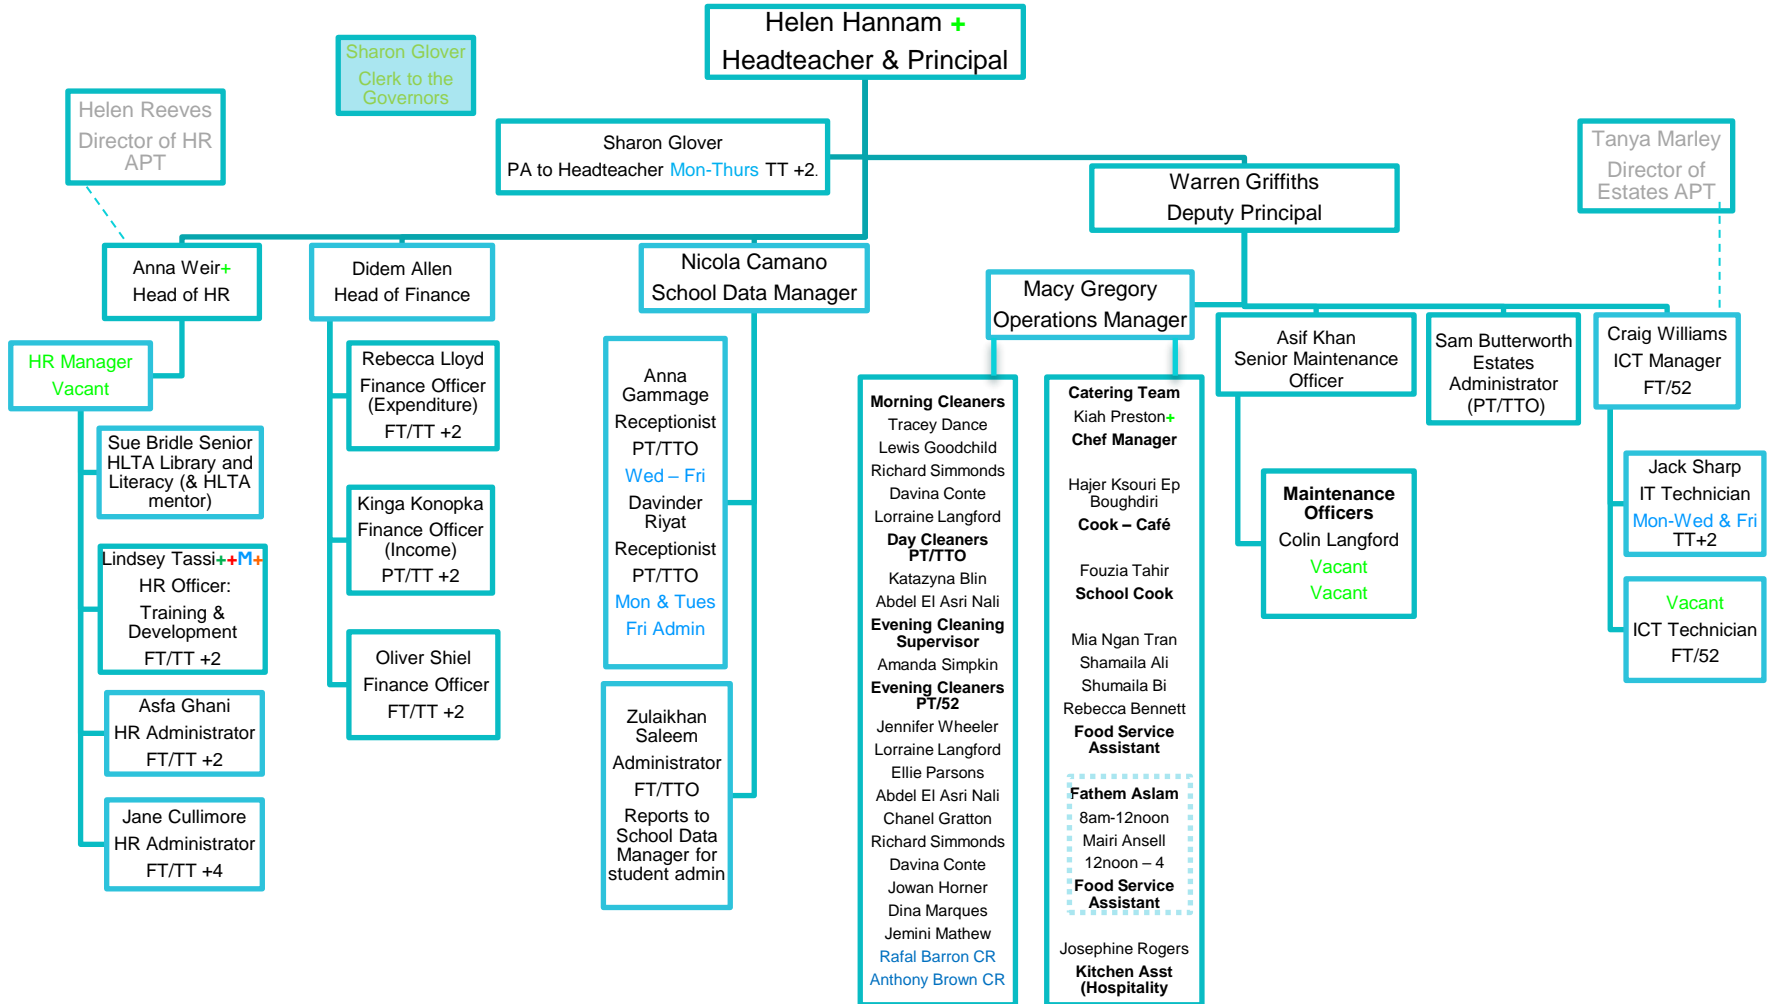 Helen Hannam +
Headteacher & Principal
Sharon Glover
Clerk to the
Governors
Helen Reeves
Director of HR
APT
Sharon Glover
PA to Headteacher Mon-Thurs TT +2.
Tanya Marley
Director of
Estates APT
Warren Griffiths
Deputy Principal
Anna Weir+
Head of HR
Didem Allen
Head of Finance
Nicola Camano
School Data Manager
Macy Gregory
Operations Manager
Asif Khan
Senior Maintenance
Officer
Sam Butterworth
Estates
Administrator
(PT/TTO)
Craig Williams
ICT Manager
FT/52
HR Manager
Vacant
Sue Bridle Senior
HLTA Library and
Literacy (& HLTA
mentor)
Lindsey Tassi++M+
HR Officer:
Training &
Development
FT/TT +2
Asfa Ghani
HR Administrator
FT/TT +2
Jane Cullimore
HR Administrator
FT/TT +4
Rebecca Lloyd
Finance Officer
(Expenditure)
FT/TT +2
Kinga Konopka
Finance Officer
(Income)
PT/TT +2
Oliver Shiel
Finance Officer
FT/TT +2
Anna
Gammage
Receptionist
PT/TTO
Wed – Fri
Davinder
Riyat
Receptionist
PT/TTO
Mon & Tues
Fri Admin
Zulaikhan
Saleem
Administrator
FT/TTO
Reports to
School Data
Manager for
student admin
Morning Cleaners
Tracey Dance
Lewis Goodchild
Richard Simmonds
Davina Conte
Lorraine Langford
Day Cleaners
PT/TTO
Katazyna Blin
Abdel El Asri Nali
Evening Cleaning
Supervisor
Amanda Simpkin
Evening Cleaners
PT/52
Jennifer Wheeler
Lorraine Langford
Ellie Parsons
Abdel El Asri Nali
Chanel Gratton
Richard Simmonds
Davina Conte
Jowan Horner
Dina Marques
Jemini Mathew
Rafal Barron CR
Anthony Brown CR
Catering Team
Kiah Preston+
Chef Manager
Hajer Ksouri Ep
Boughdiri
Cook – Café
Fouzia Tahir
School Cook
Mia Ngan Tran
Shamaila Ali
Shumaila Bi
Rebecca Bennett
Food Service
Assistant
Fathem Aslam
8am-12noon
Mairi Ansell
12noon – 4
Food Service
Assistant
Josephine Rogers
Kitchen Asst
(Hospitality
Maintenance
Officers
Colin Langford
Vacant
Vacant
Jack Sharp
IT Technician
Mon-Wed & Fri
TT+2
Vacant
ICT Technician
FT/52